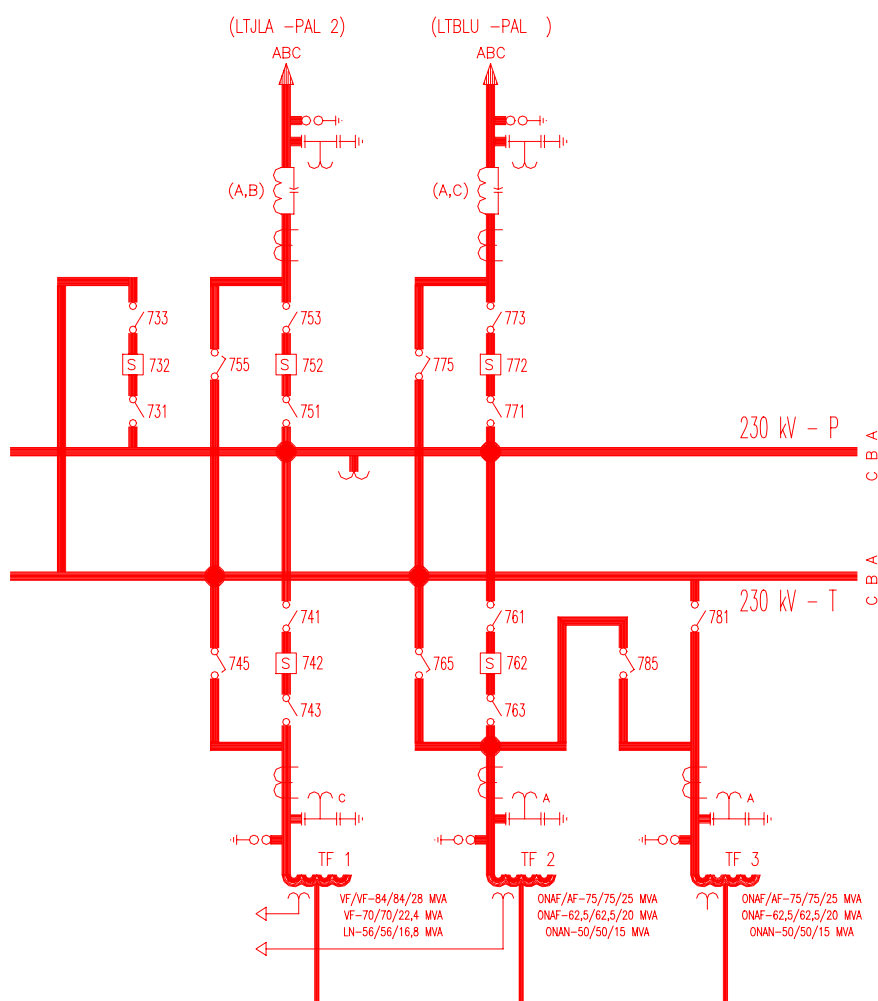 (LTJLA -PAL 2)
(LTBLU -PAL )
ABC
ABC
(A,B)
(A,C)
733
753
773
S 732
755
S 752
775
S 772
731
751
771
230 kV - P
A
B
C
A
B
C
230 kV - T
741
761
781
745
S 742
765
S 762
785
743
763
C
A
A
TF 1
TF 2
TF 3
VF/VF-84/84/28 MVA
VF-70/70/22,4 MVA
LN-56/56/16,8 MVA
ONAF/AF-75/75/25 MVA
ONAF-62,5/62,5/20 MVA
ONAN-50/50/15 MVA
ONAF/AF-75/75/25 MVA
ONAF-62,5/62,5/20 MVA
ONAN-50/50/15 MVA